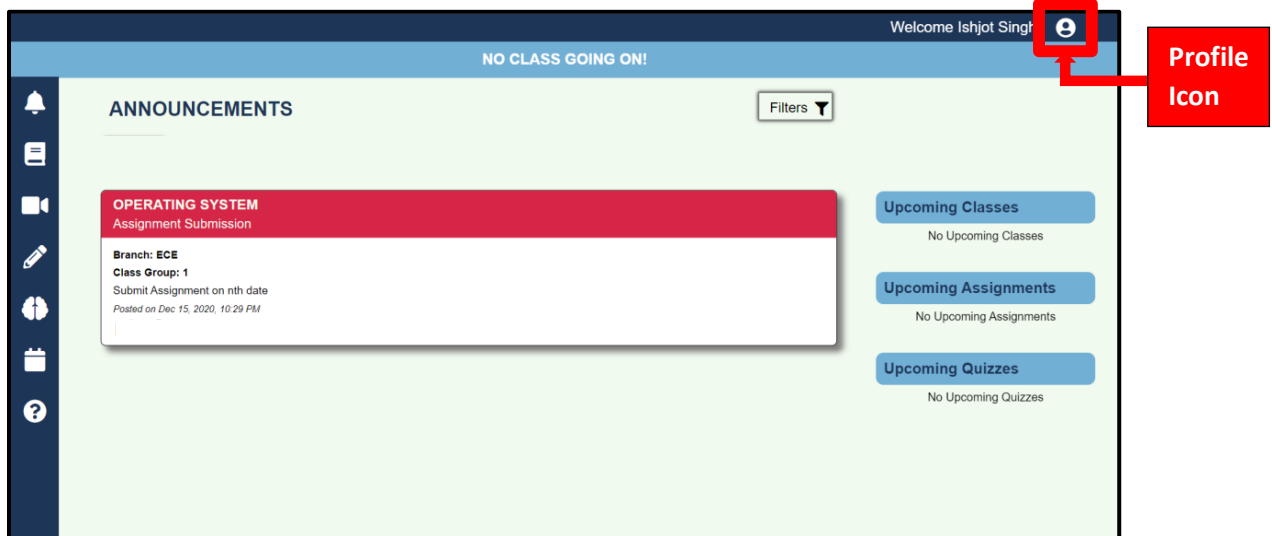 Welcome Ishjot Singh
NO CLASS GOING ON!
Profile
Icon
ANNOUNCEMENTS
Filters
OPERATING SYSTEM
Assignment Submission
Branch: ECE
Class Group: 1
Submit Assignment on nth date
Posted on Dec 15, 2020, 10:29 PM
Upcoming Classes
No Upcoming Classes
Upcoming Assignments
No Upcoming Assignments
Upcoming Quizzes
No Upcoming Quizzes